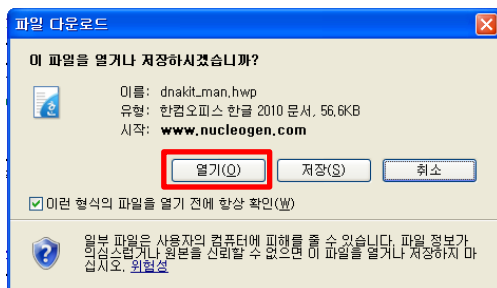 파일 다운로드
이 파일을 열거나 저장하시겠습니까?
이름: dnakit_man.hwp
유형: 한컴오피스 한글 2010 문서, 56,6KB
시작: www.nucleogen.com
열기(O) 저장(S) 취소
이런 형식의 파일을 열기 전에 항상 확인(W)
일부 파일은 사용자의 컴퓨터에 피해를 줄 수 있습니다. 파일 정보가
의심스럽거나 원본을 신뢰할 수 없으면 이 파일을 열거나 저장하지 마
십시오. 위험성